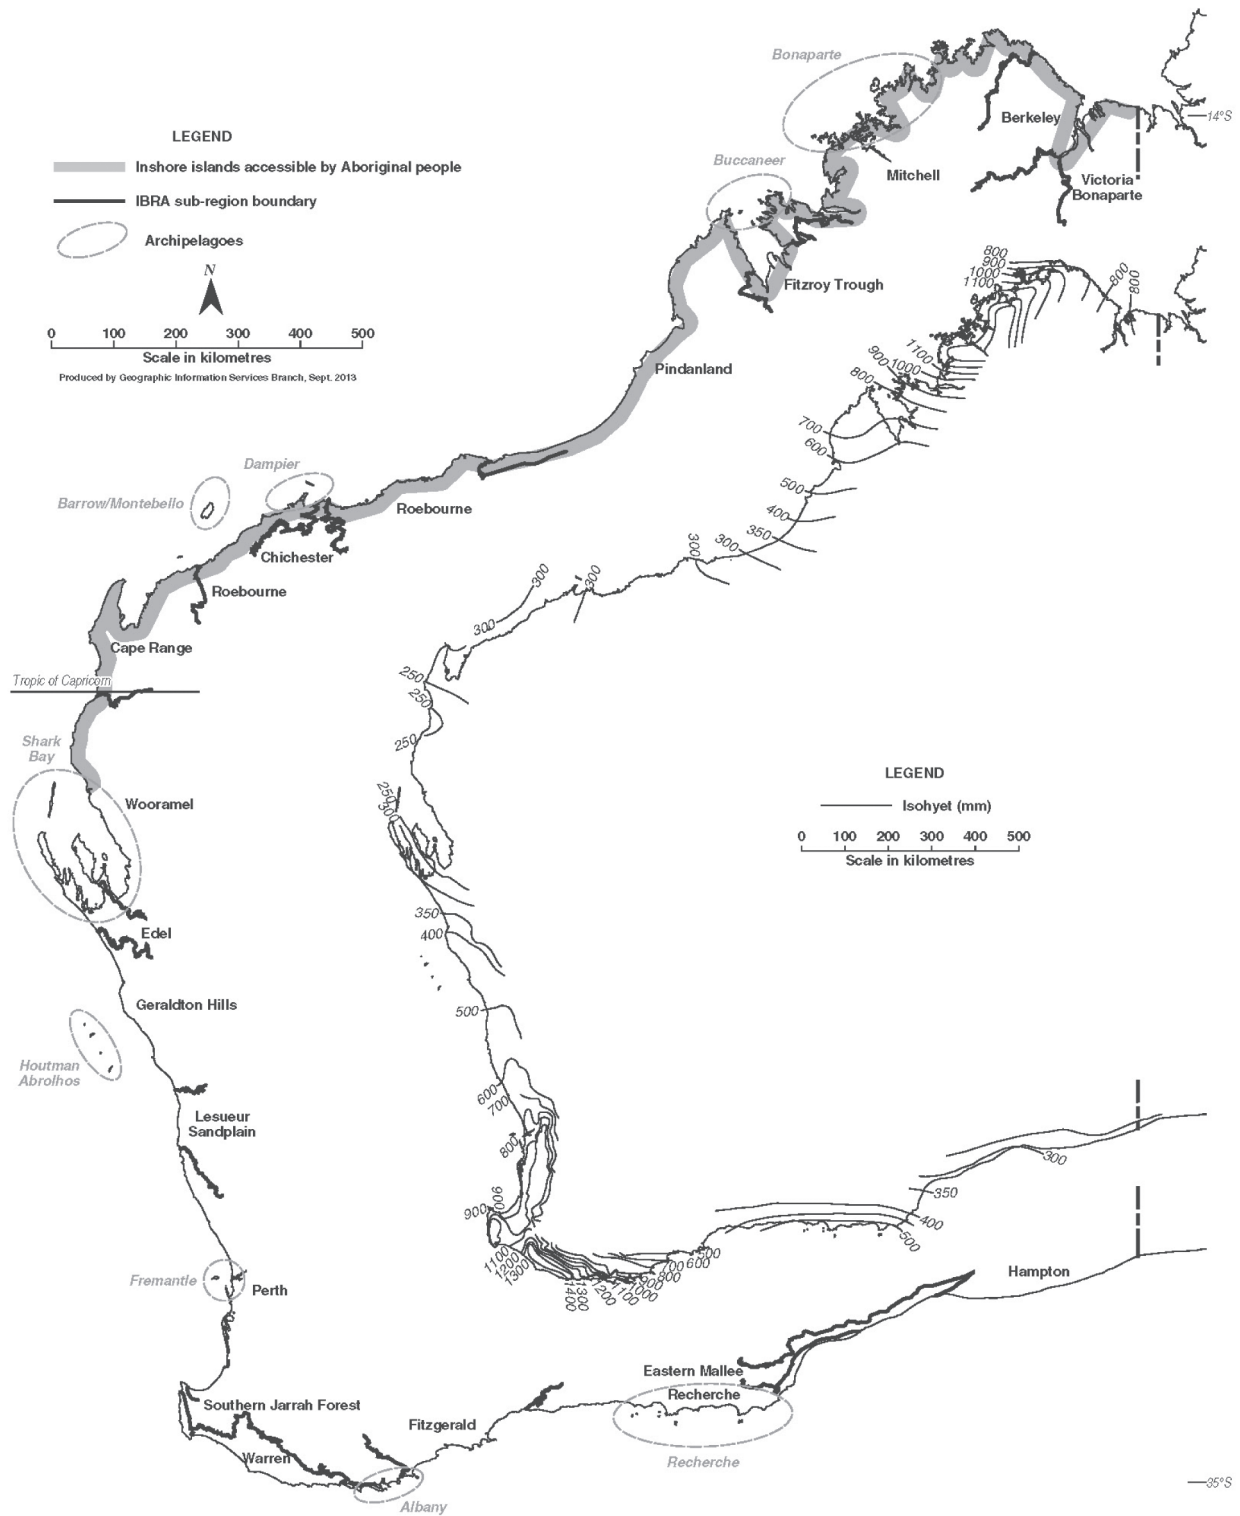 Bonaparte
14°S
Berkeley
LEGEND
Inshore islands accessible by Aboriginal people
IBRA sub-region boundary
Archipelagoes
Buccaneer
Mitchell
Victoria
Bonaparte
N
0 100 200 300 400 500
Scale in kilometres
Produced by Geographic Information Services Branch, Sept. 2013
Fitzroy Trough
Pindanland
800
900
1000
1100
800
800
1100
1000
900
800
700
600
500
400
350
300
300
300
300
300
250
250
250
250
300
350
400
500
600
700
800
900
900
1100
1200
1300
1400
1300
1200
1100
1000
900
800
700
600
500
500
400
350
300
Dampier
Barrow/Montebello
Roebourne
Chichester
Roebourne
Cape Range
Tropic of Capricorn
Shark
Bay
Wooramel
LEGEND
Isohyet (mm)
0 100 200 300 400 500
Scale in kilometres
Edel
Geraldton Hills
Houtman
Abrolhos
Lesueur
Sandplain
Fremantle
Perth
Hampton
Eastern Mallee
Recherche
Southern Jarrah Forest
Fitzgerald
Warren
Recherche
Albany
35°S